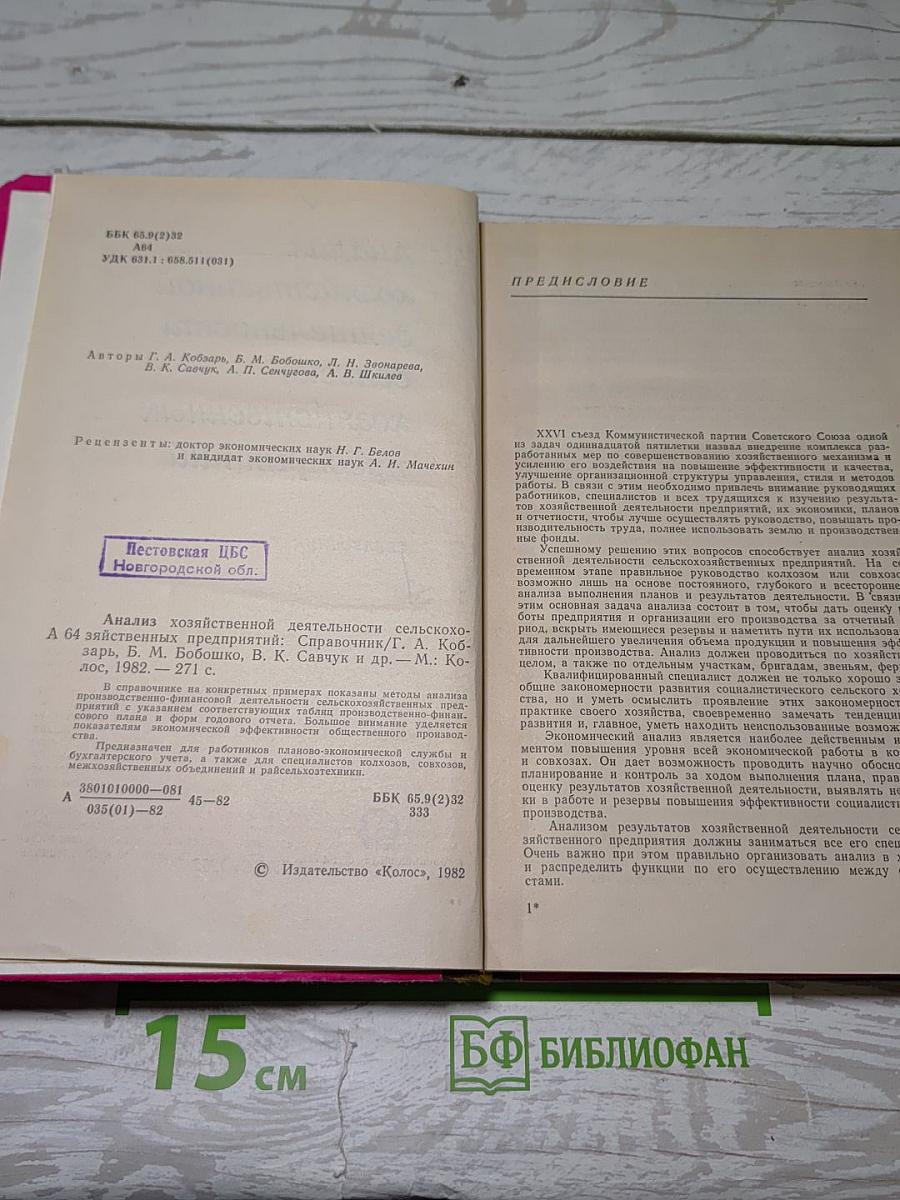 ББК 65.9(2)32
А64
УДК 631.1 : 658.511(031)
Авторы Г. А. Кобзарь, Б. М. Бобошко, Л. Н. Звонарева,
В. К. Савчук, А. П. Сенчугова, А. В. Шкилев
Рецензенты: доктор экономических наук Н. Г. Белов
и кандидат экономических наук А. И. Мачехин
Пестовская ЦБС
Новгородской обл.
Анализ хозяйственной деятельности сельскохо-
А 64 зяйственных предприятий: Справочник/Г. А. Коб-
зарь, Б. М. Бобошко, В. К. Савчук и др. — М.: Ко-
лос, 1982. — 271 с.
В справочнике на конкретных примерах показаны методы анализа
производственно-финансовой деятельности сельскохозяйственных пред-
приятий с указанием соответствующих таблиц производственно-финан-
сового плана и форм годового отчета. Большое внимание уделяется
показателям экономической эффективности общественного производ-
ства.
Предназначен для работников планово-экономической службы и
бухгалтерского учета, а также для специалистов колхозов, совхозов,
межхозяйственных объединений и райсельхозтехники.
А 3801010000—081
035(01)—82 45—82
ББК 65.9(2)32
333
© Издательство «Колос», 1982
ПРЕДИСЛОВИЕ
XXVI съезд Коммунистической партии Советского Союза одной
из задач одиннадцатой пятилетки назвал внедрение комплекса раз-
работанных мер по совершенствованию хозяйственного механизма и
усилению его воздействия на повышение эффективности и качества,
улучшение организационной структуры управления, стиля и методов
работы. В связи с этим необходимо привлечь внимание руководящих
работников, специалистов и всех трудящихся к изучению результа-
тов хозяйственной деятельности предприятий, их экономики, планов
и отчетности, чтобы лучше осуществлять руководство, повышать про-
изводительность труда, полнее использовать землю и производствен-
ные фонды.
Успешному решению этих вопросов способствует анализ хозяй
ственной деятельности сельскохозяйственных предприятий. На со
временном этапе правильное руководство колхозом или совхозо
возможно лишь на основе постоянного, глубокого и всесторонне
анализа выполнения планов и результатов деятельности. В связи
этим основная задача анализа состоит в том, чтобы дать оценку р
боты предприятия и организации его производства за отчетный
риод, вскрыть имеющиеся резервы и наметить пути их использова
для дальнейшего увеличения объема продукции и повышения эфф
тивности производства. Анализ должен проводиться по хозяйств
целом, а также по отдельным участкам, бригадам, звеньям, фер
Квалифицированный специалист должен не только хорошо з
общие закономерности развития социалистического сельского хо
ства, но и уметь осмыслить проявление этих закономерност
практике своего хозяйства, своевременно замечать тенденци
развития и, главное, уметь находить неиспользованные возмож
Экономический анализ является наиболее действенным и
ментом повышения уровня всей экономической работы в ко
и совхозах. Он дает возможность проводить научно обосно
планирование и контроль за ходом выполнения плана, прав
оценку результатов хозяйственной деятельности, выявлять не
ки в работе и резервы повышения эффективности социалисти
производства.
Анализом результатов хозяйственной деятельности се
зяйственного предприятия должны заниматься все его спец
Очень важно при этом правильно организовать анализ в х
и распределить функции по его осуществлению между
стами.
1*
15 см
БФ БИБЛИОФАН